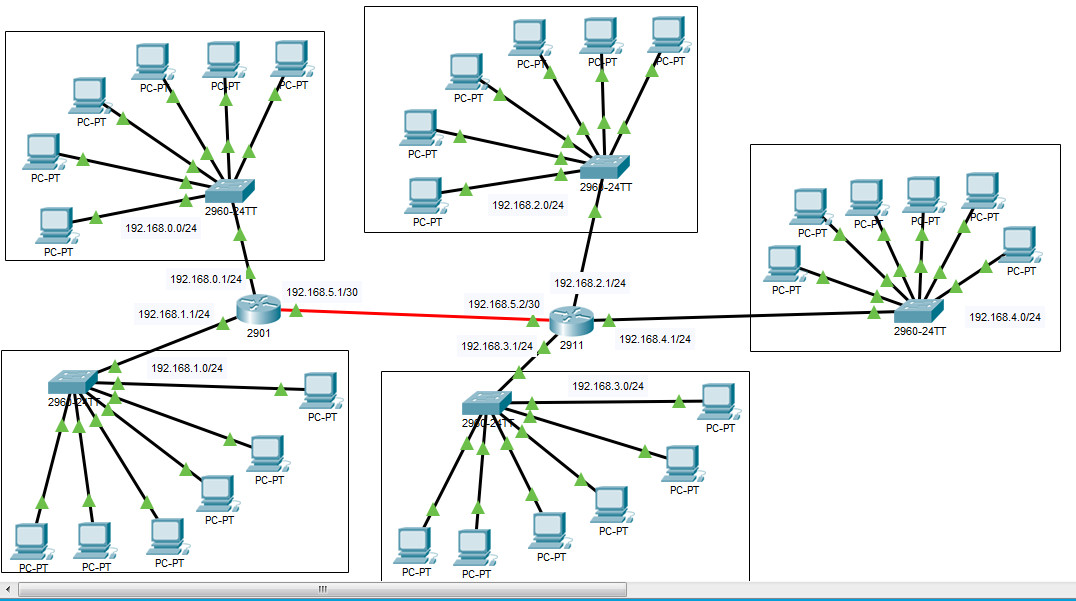 PC-PT
PC-PT
PC-PT
PC-PT
PC-PT
PC-PT
2960-24TT
192.168.0.0/24
PC-PT
PC-PT
PC-PT
PC-PT
PC-PT
PC-PT
2960-24TT
192.168.2.0/24
PC-PT
PC-PT
PC-PT
PC-PT
PC-PT
PC-PT
2960-24TT
192.168.4.0/24
192.168.0.1/24
192.168.5.1/30
192.168.1.1/24
2901
192.168.2.1/24
192.168.5.2/30
192.168.3.1/24
2911
192.168.4.1/24
192.168.1.0/24
2960-24TT
PC-PT
PC-PT
PC-PT
PC-PT
PC-PT
PC-PT
192.168.3.0/24
2960-24TT
PC-PT
PC-PT
PC-PT
PC-PT
PC-PT
PC-PT